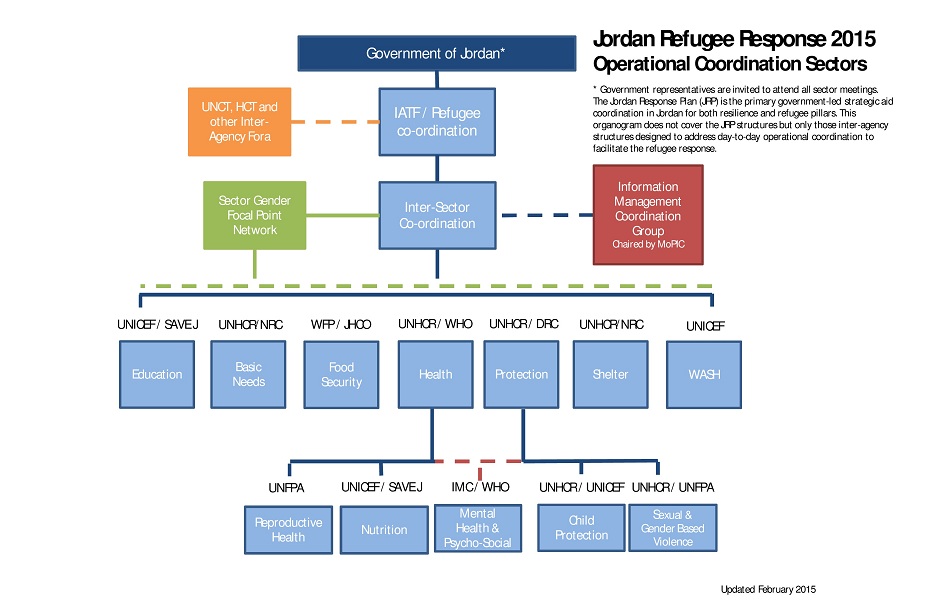 Government of Jordan*
Jordan Refugee Response 2015
Operational Coordination Sectors
* Government representatives are invited to attend all sector meetings.
The Jordan Response Plan (JRP) is the primary government-led strategic aid
coordination in Jordan for both resilience and refugee pillars. This
organogram does not cover the JRP structures but only those inter-agency
structures designed to address day-to-day operational coordination to
facilitate the refugee response.
UNCT, HCT and
other Inter-
Agency Fora
IATF / Refugee
co-ordination
Sector Gender
Focal Point
Network
Inter-Sector
Co-ordination
Information
Management
Coordination
Group
Chaired by MoPIC
UNICEF / SAVE J
UNHCR/NRC
WFP / JHCO
UNHCR / WHO
UNHCR / DRC
UNHCR/NRC
UNICEF
Education
Basic
Needs
Food
Security
Health
Protection
Shelter
WASH
UNFPA
UNICEF / SAVE J
IMC / WHO
UNHCR / UNICEF
UNHCR / UNFPA
Reproductive
Health
Nutrition
Mental
Health &
Psycho-Social
Child
Protection
Sexual &
Gender Based
Violence
Updated February 2015